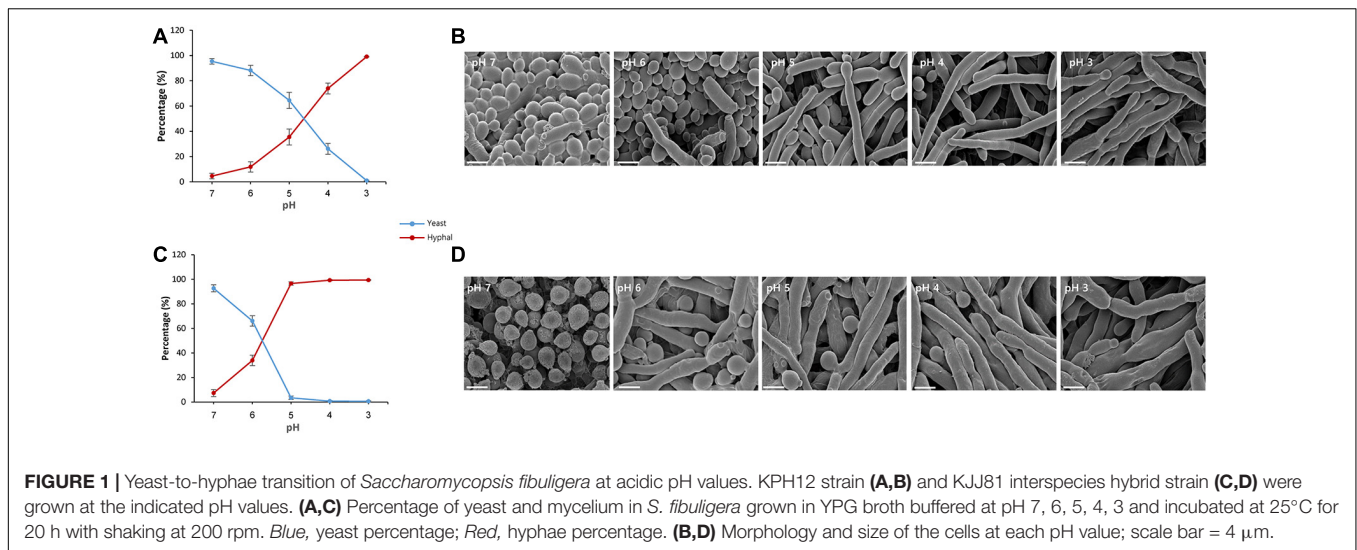 A
120
100
80
60
40
20
0
Percentage (%)
7 6 5 4 3
pH
B
pH 7
pH 6
pH 5
pH 4
pH 3
Yeast
Hyphal
C
120
100
80
60
40
20
0
Percentage (%)
7 6 5 4 3
pH
D
pH 7
pH 6
pH 5
pH 4
pH 3
FIGURE 1 | Yeast-to-hyphae transition of Saccharomycopsis fibuligera at acidic pH values. KPH12 strain (A,B) and KJJ81 interspecies hybrid strain (C,D) were
grown at the indicated pH values. (A,C) Percentage of yeast and mycelium in S. fibuligera grown in YPG broth buffered at pH 7, 6, 5, 4, 3 and incubated at 25°C for
20 h with shaking at 200 rpm. Blue, yeast percentage; Red, hyphae percentage. (B,D) Morphology and size of the cells at each pH value; scale bar = 4 μm.